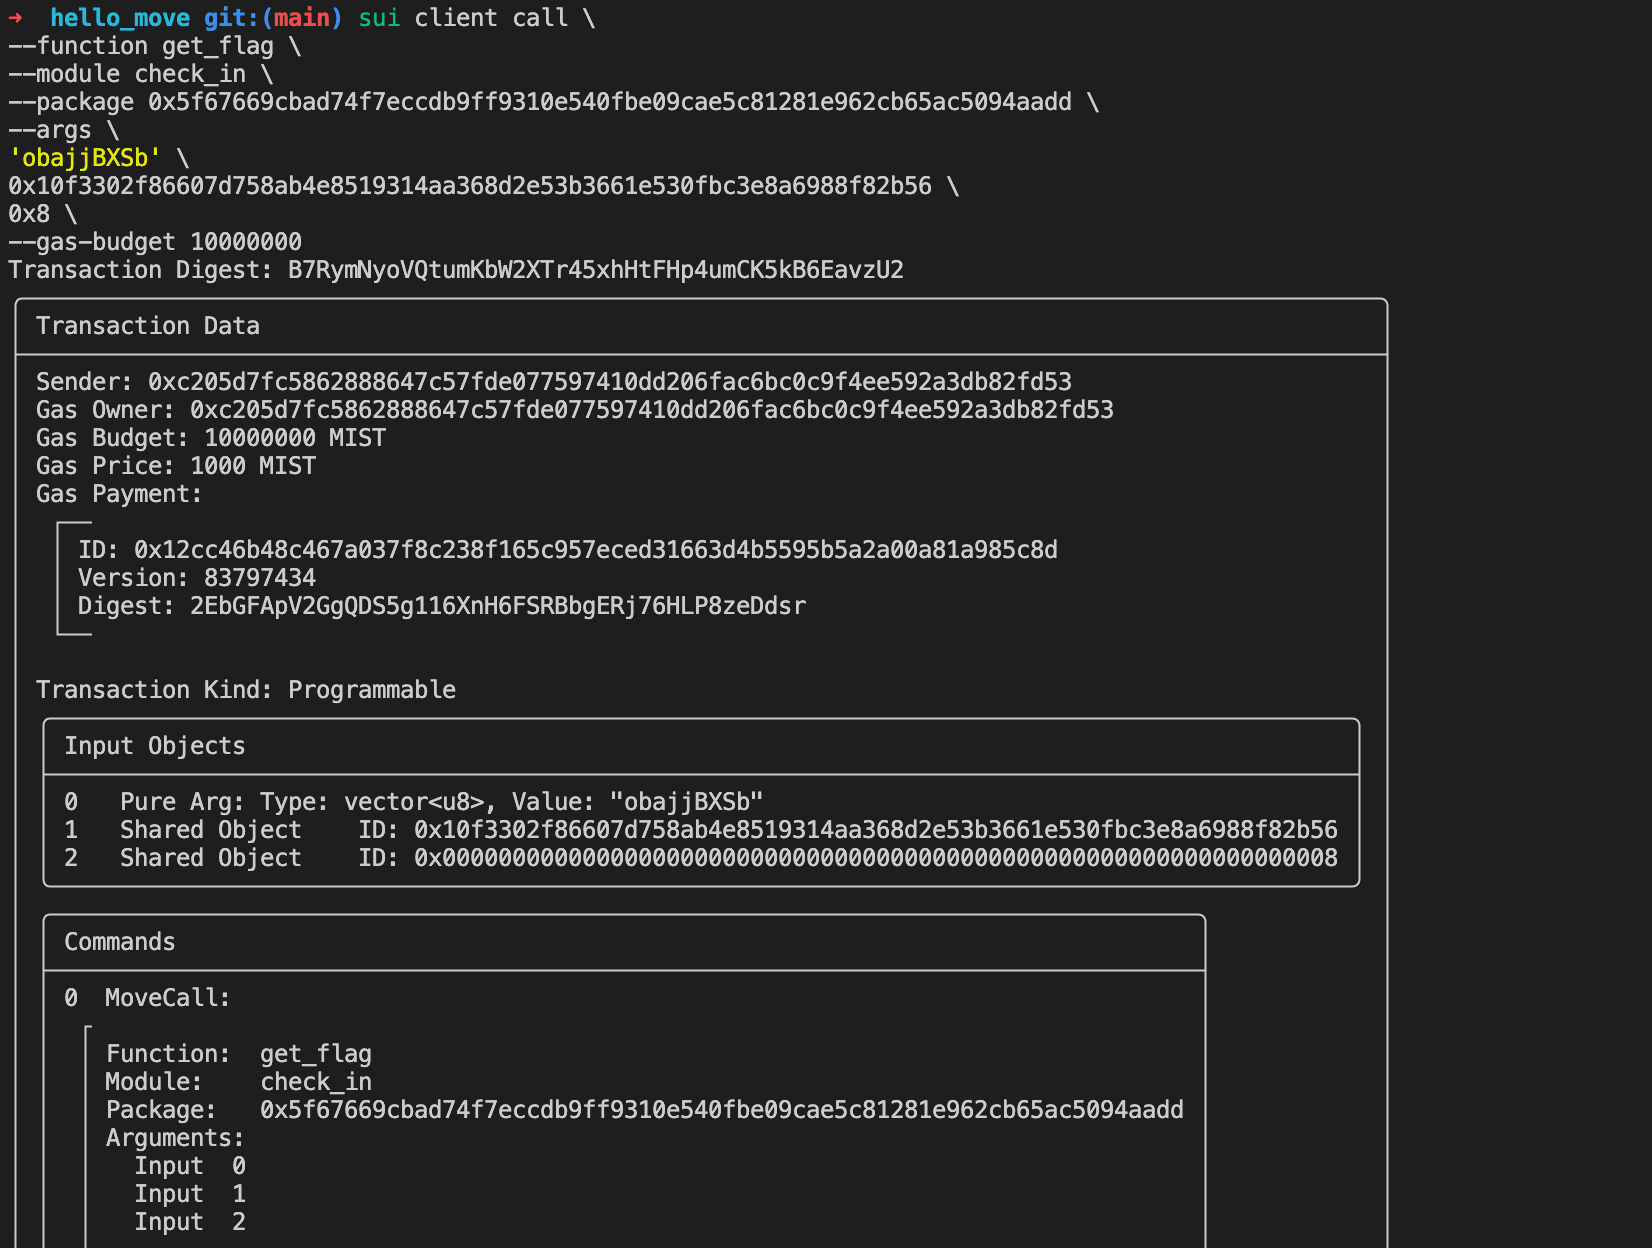 ➜  hello_move git:(main) sui client call \
--function get_flag \
--module check_in \
--package 0x5f67669cbad74f7eccdb9ff9310e540fbe09cae5c81281e962cb65ac5094aadd \
--args \
'obajjBXSb' \
0x10f3302f86607d758ab4e8519314aa368d2e53b3661e530fbc3e8a6988f82b56 \
0x8 \
--gas-budget 10000000
Transaction Digest: B7RymNyoVQtumKbW2XTr45xhHtFHp4umCK5kB6EavzU2
Transaction Data
Sender: 0xc205d7fc5862888647c57fde077597410dd206fac6bc0c9f4ee592a3db82fd53
Gas Owner: 0xc205d7fc5862888647c57fde077597410dd206fac6bc0c9f4ee592a3db82fd53
Gas Budget: 10000000 MIST
Gas Price: 1000 MIST
Gas Payment:
ID: 0x12cc46b48c467a037f8c238f165c957eced31663d4b5595b5a2a00a81a985c8d
Version: 83797434
Digest: 2EbGFApV2GgQDS5g116XnH6FSRBbgERj76HLP8zeDdsr
Transaction Kind: Programmable
Input Objects
0   Pure Arg: Type: vector<u8>, Value: "obajjBXSb"
1   Shared Object    ID: 0x10f3302f86607d758ab4e8519314aa368d2e53b3661e530fbc3e8a6988f82b56
2   Shared Object    ID: 0x0000000000000000000000000000000000000000000000000000000000000008
Commands
0  MoveCall:
Function:  get_flag
Module:    check_in
Package:   0x5f67669cbad74f7eccdb9ff9310e540fbe09cae5c81281e962cb65ac5094aadd
Arguments:
Input  0
Input  1
Input  2